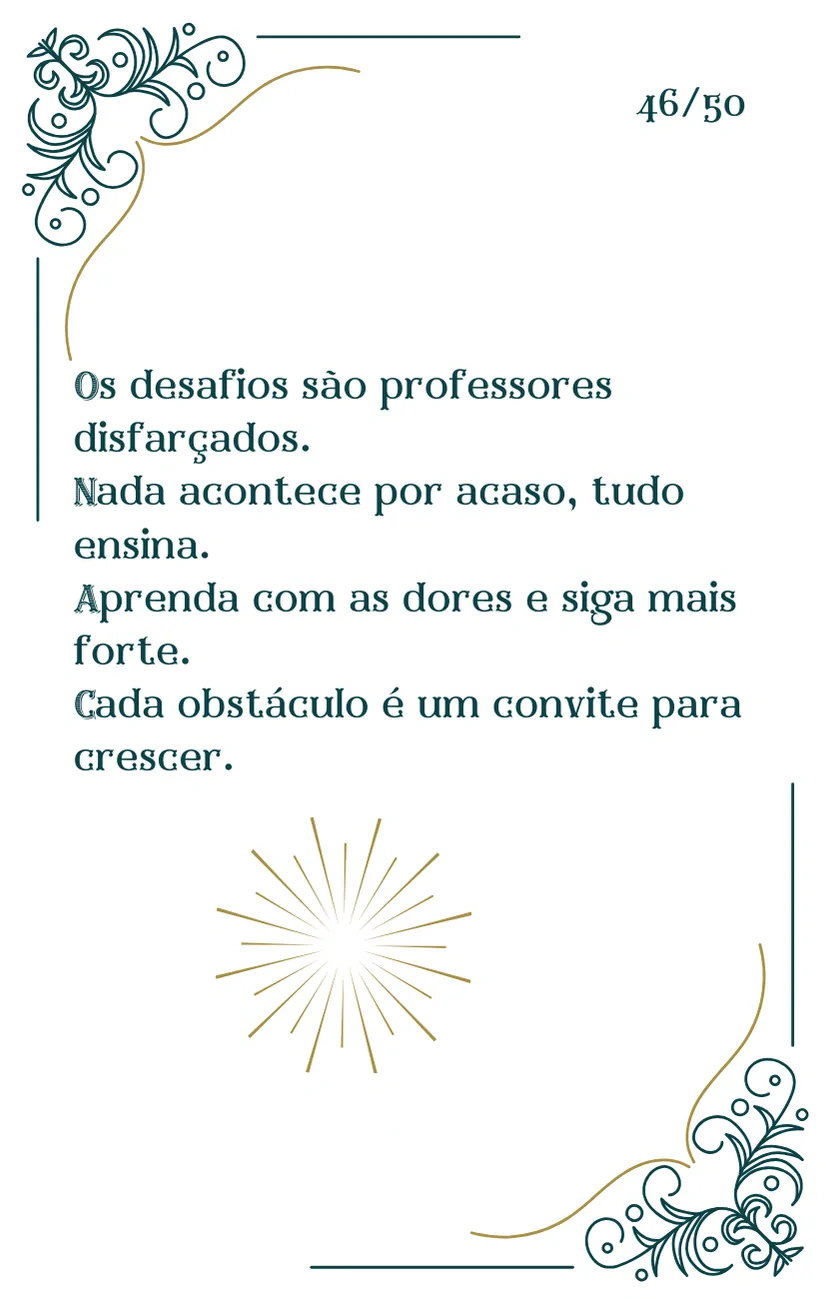 46/50
Os desafios são professores
disfarçados.
Nada acontece por acaso, tudo
ensina.
Aprenda com as dores e siga mais
forte.
Cada obstáculo é um convite para
crescer.